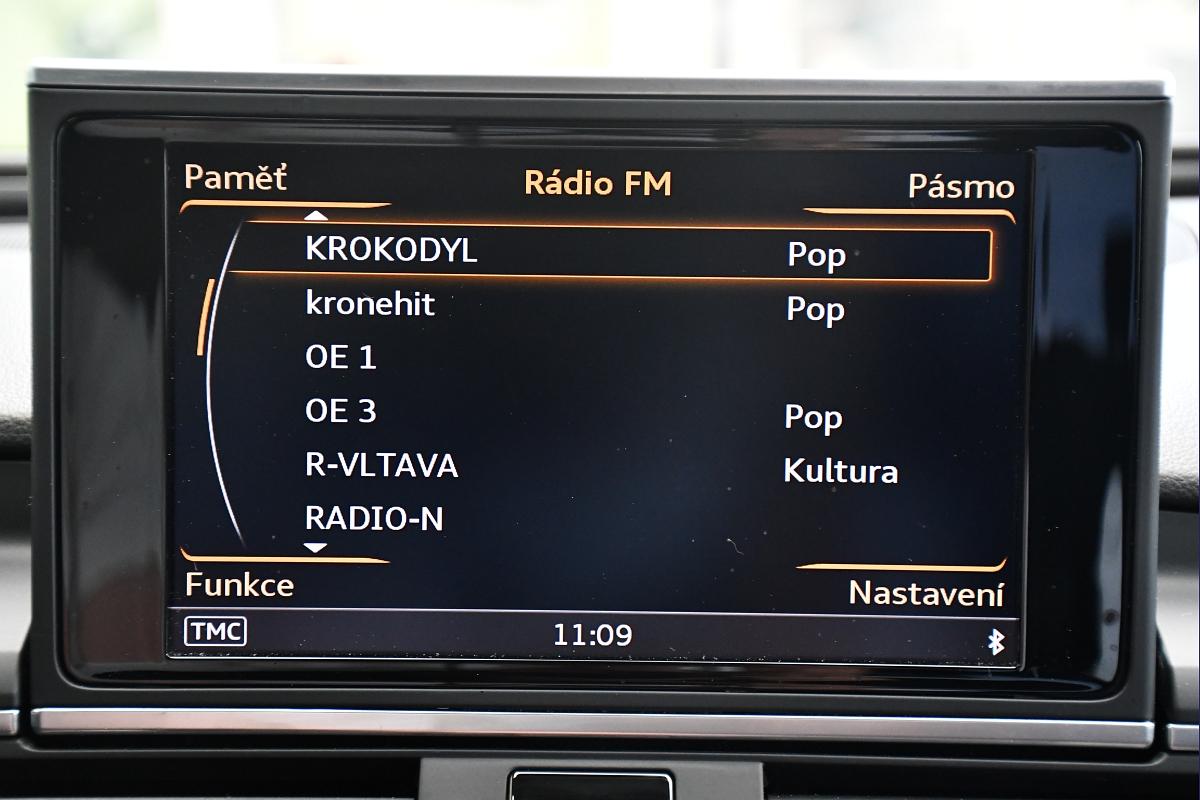 Paměť Rádio FM Pásmo
KROKODYL Pop
kronehit Pop
OE 1
OE 3 Pop
R-VLTAVA Kultura
RADIO-N
Funkce Nastavení
TMC 11:09